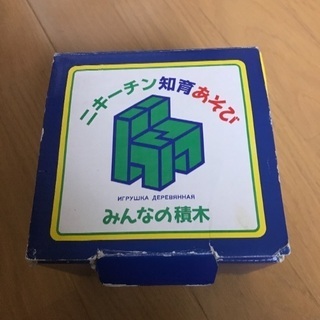 ニキーチン知育あそび
ИГРУШКА ДЕРЕВЯННАЯ
みんなの積木